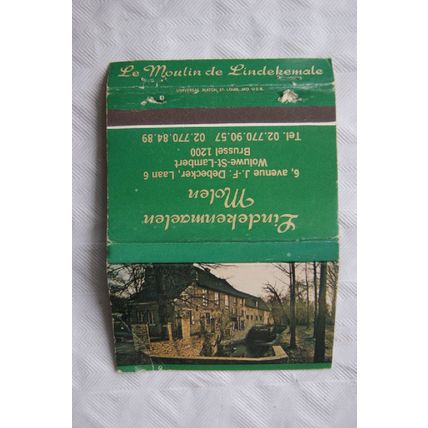 Le Moulin de Lindekemale
Lindekenmaelen
Molen
6, avenue J.-F. Debecker, Laan 6
Woluwe-St-Lambert
Brussel 1200
Tel. 02.770.90.57 02.770.84.89